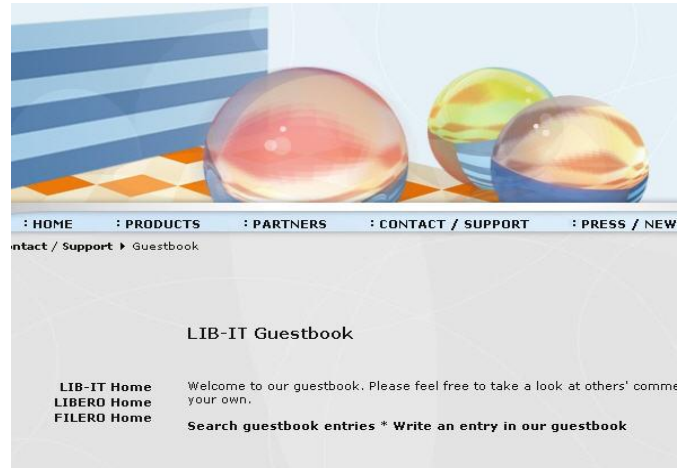 : HOME : PRODUCTS : PARTNERS : CONTACT / SUPPORT : PRESS / NEW
ntact / Support Guestbook
LIB-IT Guestbook
LIB-IT Home
LIBERO Home
FILERO Home
Welcome to our guestbook. Please feel free to take a look at others' comme
your own.
Search guestbook entries * Write an entry in our guestbook